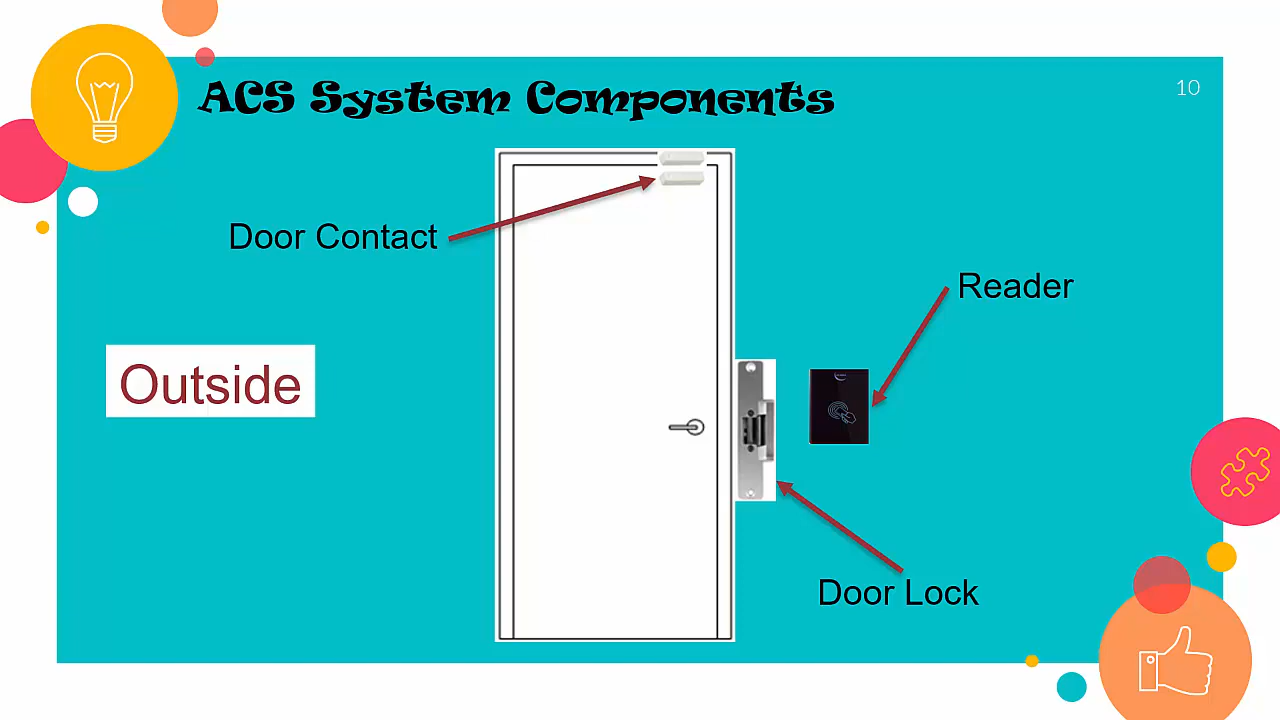 ACS System Components
10
Door Contact
Reader
Outside
Door Lock